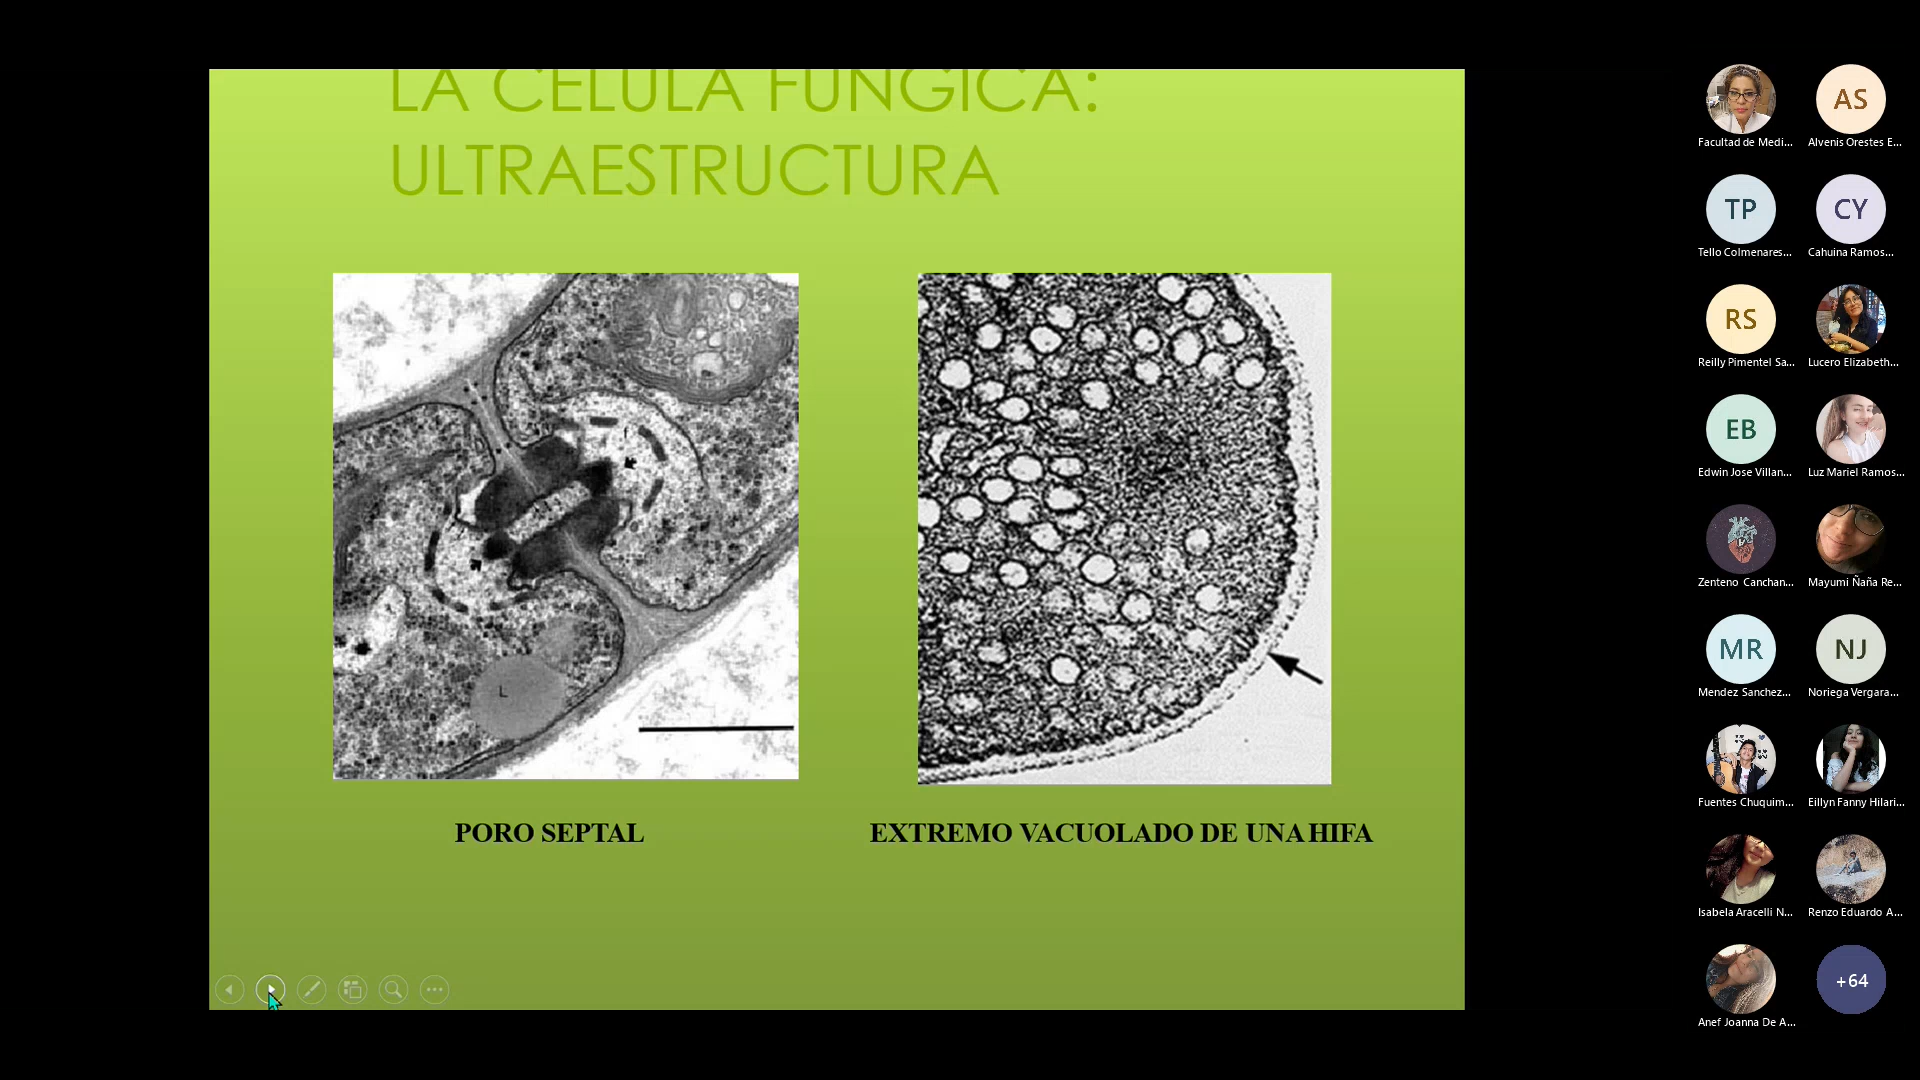 LA CÉLULA FÚNGICA:
ULTRAESTRUCTURA
L
PORO SEPTAL
EXTREMO VACUOLADO DE UNA HIFA
Facultad de Medi...
AS
Alvenis Orestes E...
TP
Tello Colmenares...
CY
Cahuina Ramos...
RS
Reilly Pimentel Sa...
Lucero Elizabeth...
EB
Edwin Jose Villan...
Luz Mariel Ramos...
Zenteno Canchan...
Mayumi Ñaña Re...
MR
Mendez Sanchez...
NJ
Noriega Vergara...
Fuentes Chuquim...
Eillyn Fanny Hilari...
Isabela Aracelli N...
Renzo Eduardo A...
Anef Joanna De A...
+64